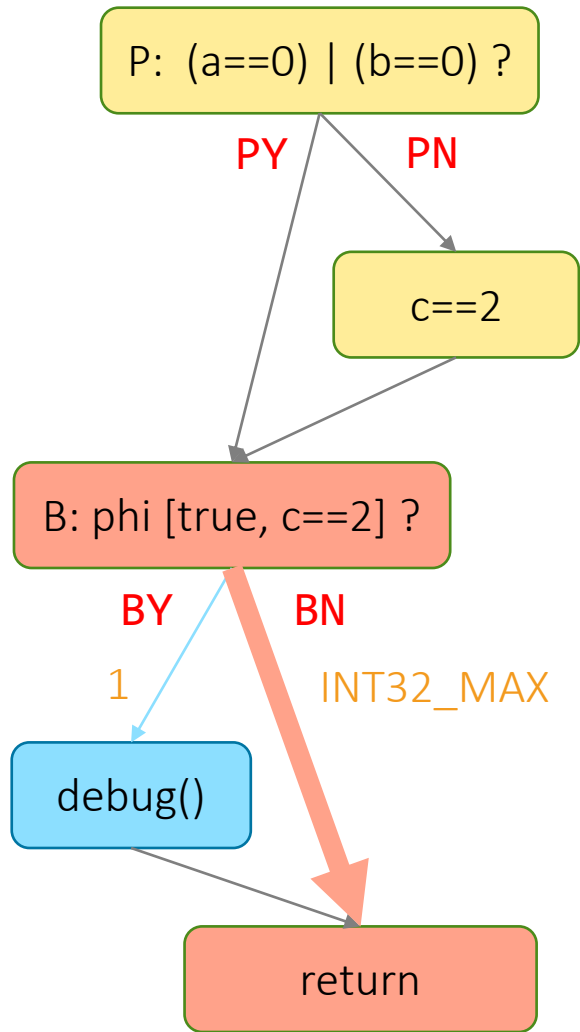 P: (a==0) | (b==0) ?
PY
PN
c==2
B: phi [true, c==2] ?
BY
BN
1
INT32_MAX
debug()
return